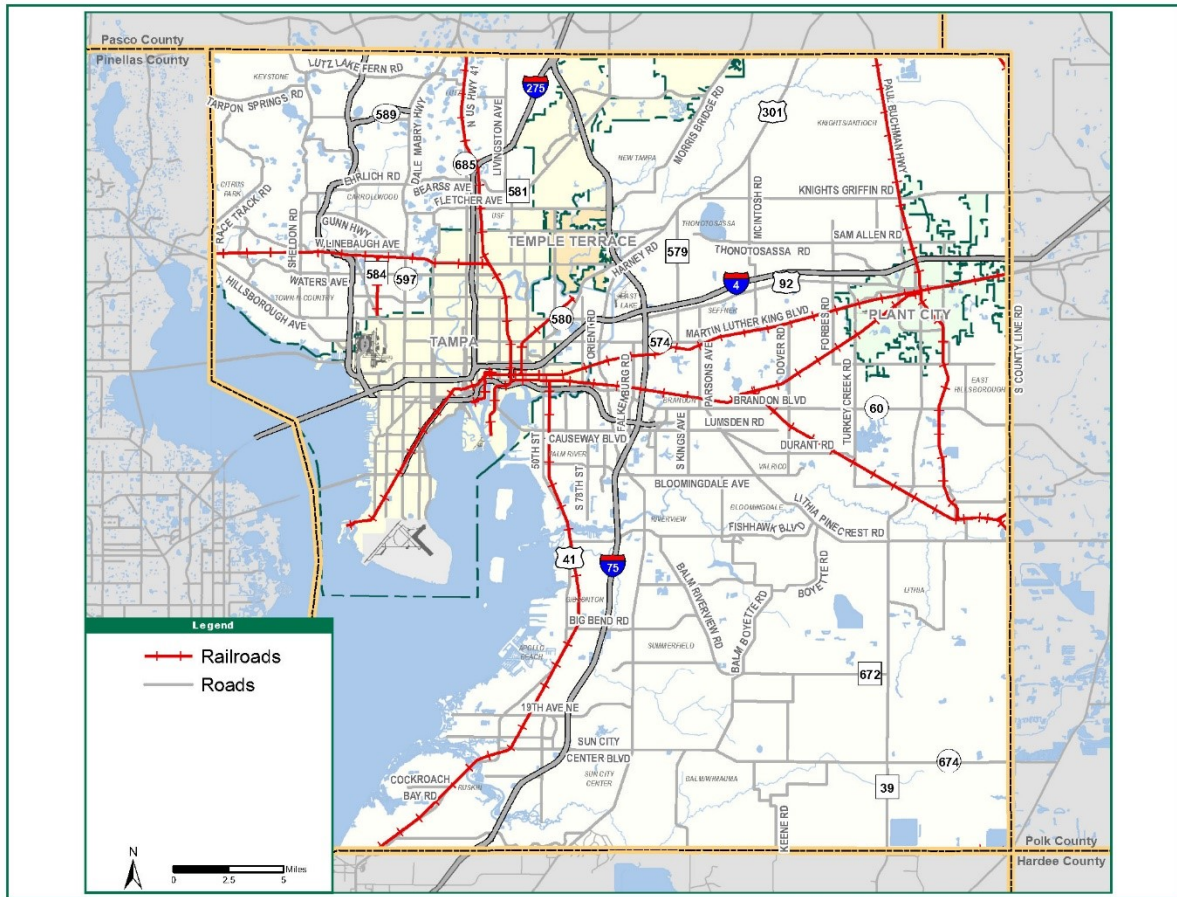 Pasco County
Pinellas County
LUTZ LAKE FERN RD
KEYSTONE
TARPON SPRINGS RD
589
DALE MABRY HWY
N US HWY 41
LIVINGSTON AVE
275
MORRIS BRIDGE RD
301
KNIGHTS/ANTIOCH
PAUL BUCHMAN HWY
685
NEW TAMPA
CITRUS
PARK
EHRLICH RD
CARROLLWOOD
BEARSS AVE
FLETCHER AVE
581
KNIGHTS GRIFFIN RD
RACE TRACK RD
SHELDON RD
GUNN HWY
USF
THONOTOSASSA
MCINTOSH RD
SAM ALLEN RD
W LINEBAUGH AVE
TEMPLE TERRACE
HARNEY RD
579
THONOTOSASSA RD
WATERS AVE
584
597
4
92
HILLSBOROUGH AVE
TOWN N COUNTRY
EAST
LAKE
SEFFNER
580
ORIENT RD
MARTIN LUTHER KING BLVD
FORBES RD
PLANT CITY
S COUNTY LINE RD
TAMPA
574
PARSONS AVE
DOVER RD
TURKEY CREEK RD
EAST
HILLSBOROUGH
FALKENBURG RD
BRANDON
BRANDON BLVD
60
50TH ST
CAUSEWAY BLVD
PALM RIVER
S KINGS AVE
LUMSDEN RD
DURANT RD
VALRICO
S 78TH ST
BLOOMINGDALE AVE
LITHIA PINECREST RD
RIVERVIEW
BLOOMINGDALE
FISHHAWK BLVD
41
75
BALM RIVERVIEW RD
BOYETTE RD
BALM BOYETTE RD
LITHIA
GIBSONTON
BIG BEND RD
APOLLO
BEACH
SUMMERFIELD
672
19TH AVE NE
SUN CITY
CENTER BLVD
SUN CITY
CENTER
674
COCKROACH
BAY RD
RUSKIN
BALM/WIMAUMA
39
KEENE RD
Polk County
Hardee County
Legend
Railroads
Roads
N
Miles
0 2.5 5